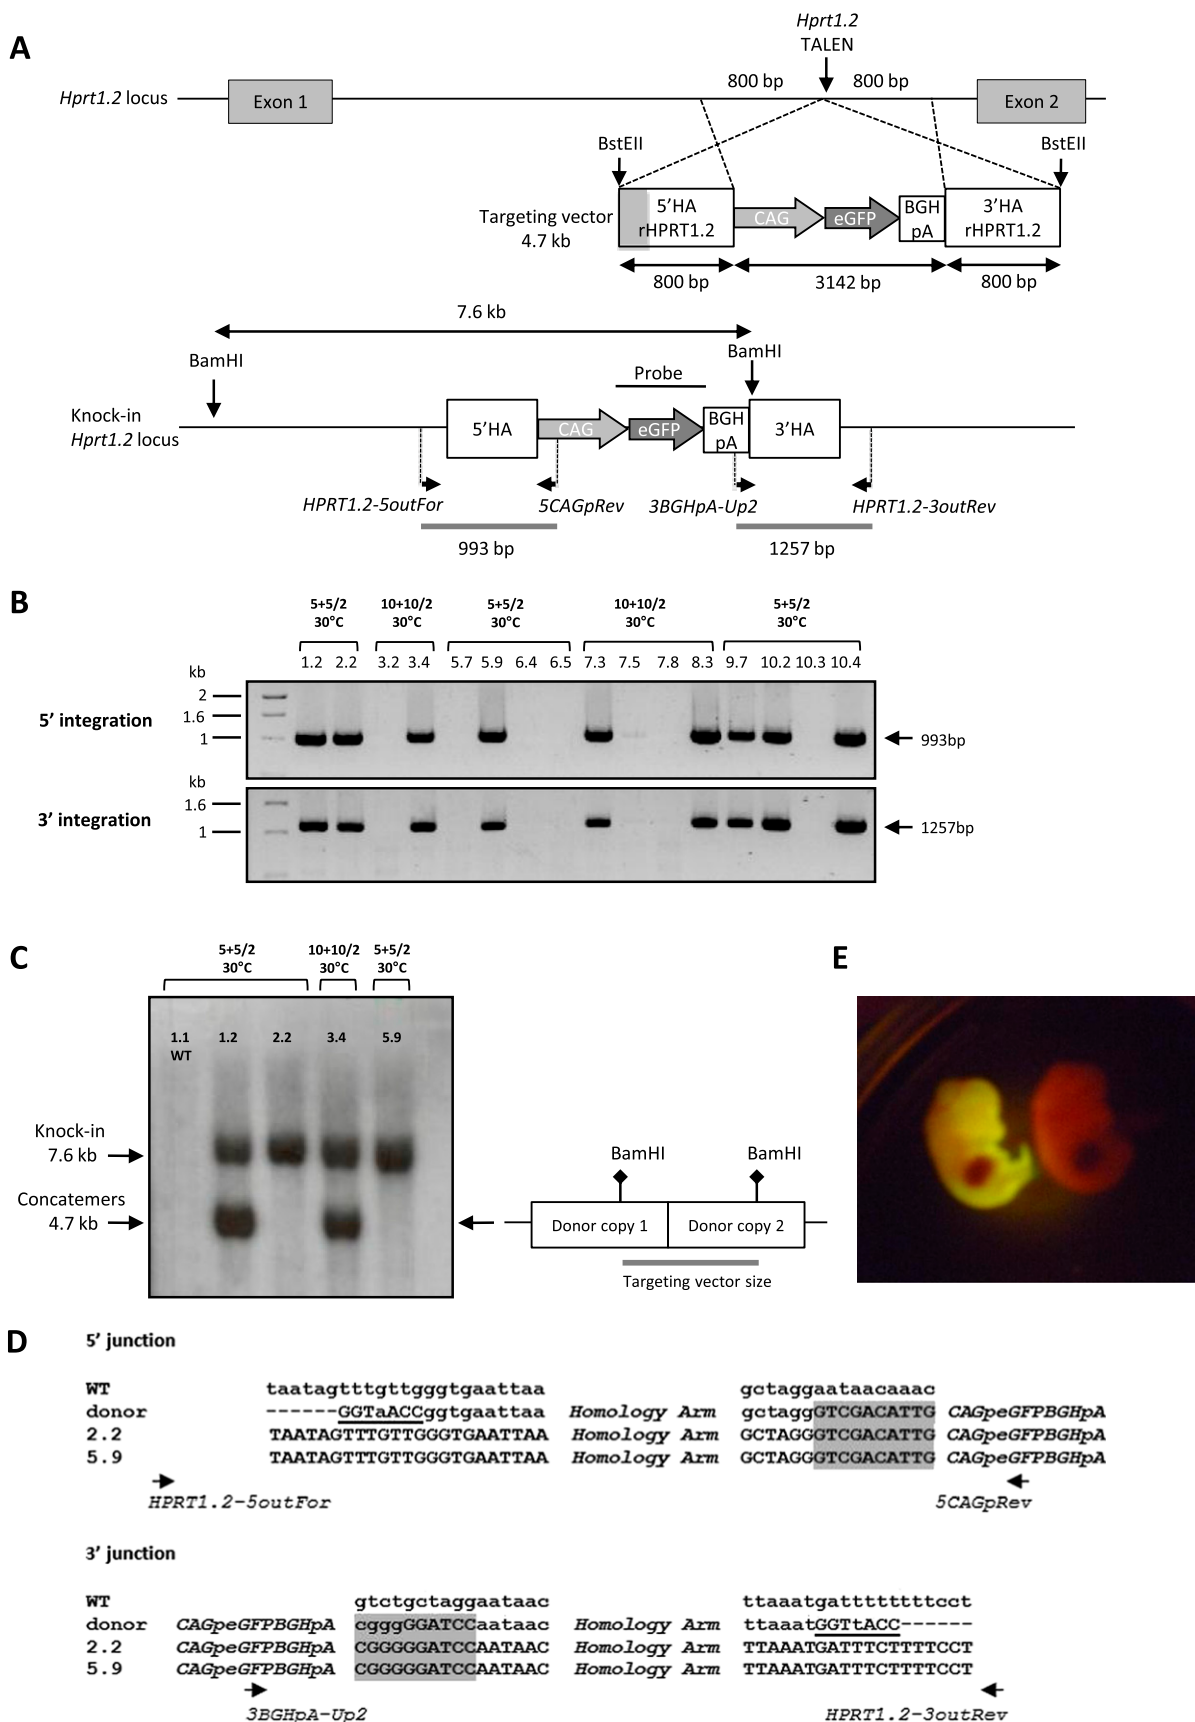 A
Hprt1.2
TALEN
800 bp
800 bp
Hprt1.2 locus
Exon 1
Exon 2
BstEII
BstEII
Targeting vector
4.7 kb
5'HA
rHPRT1.2
CAG
eGFP
BGH
pA
3'HA
rHPRT1.2
800 bp
3142 bp
800 bp
7.6 kb
BamHI
BamHI
Probe
Knock-in
Hprt1.2 locus
5'HA
CAG
eGFP
BGH
pA
3'HA
HPRT1.2-5outFor
5CAGpRev
3BGHpA-Up2
HPRT1.2-3outRev
993 bp
1257 bp
B
5+5/2 10+10/2 5+5/2 10+10/2 5+5/2
30°C 30°C 30°C 30°C 30°C
1.2 2.2 3.2 3.4 5.7 5.9 6.4 6.5 7.3 7.5 7.8 8.3 9.7 10.2 10.3 10.4
kb
2
1.6
1
5' integration
993bp
kb
1.6
1
3' integration
1257bp
C
5+5/2 10+10/2 5+5/2
30°C 30°C 30°C
1.1 1.2 2.2 3.4 5.9
WT
Knock-in
7.6 kb
Concatemers
4.7 kb
BamHI
BamHI
Donor copy 1
Donor copy 2
Targeting vector size
E
D
5' junction
WT taatagtttgttgggtgaattaa gctaggaataacaaac
donor ------GGTaACCggtgaattaa Homology Arm gctaggGTCGACATTG CAGpeGFPBGHpA
2.2 TAATAGTTTGTTGGGTGAATTAA Homology Arm GCTAGGGTCGACATTG CAGpeGFPBGHpA
5.9 TAATAGTTTGTTGGGTGAATTAA Homology Arm GCTAGGGTCGACATTG CAGpeGFPBGHpA
HPRT1.2-5outFor
5CAGpRev
3' junction
WT gtctgctaggaataac ttaaatgatttttttttcct
donor CAGpeGFPBGHpA cgggGGATCCaataac Homology Arm ttaaatGGTtACC------
2.2 CAGpeGFPBGHpA CGGGGGATCCAATAAC Homology Arm TTAAATGATTTCTTTTCCT
5.9 CAGpeGFPBGHpA CGGGGGATCCAATAAC Homology Arm TTAAATGATTTCTTTTCCT
3BGHpA-Up2
HPRT1.2-3outRev